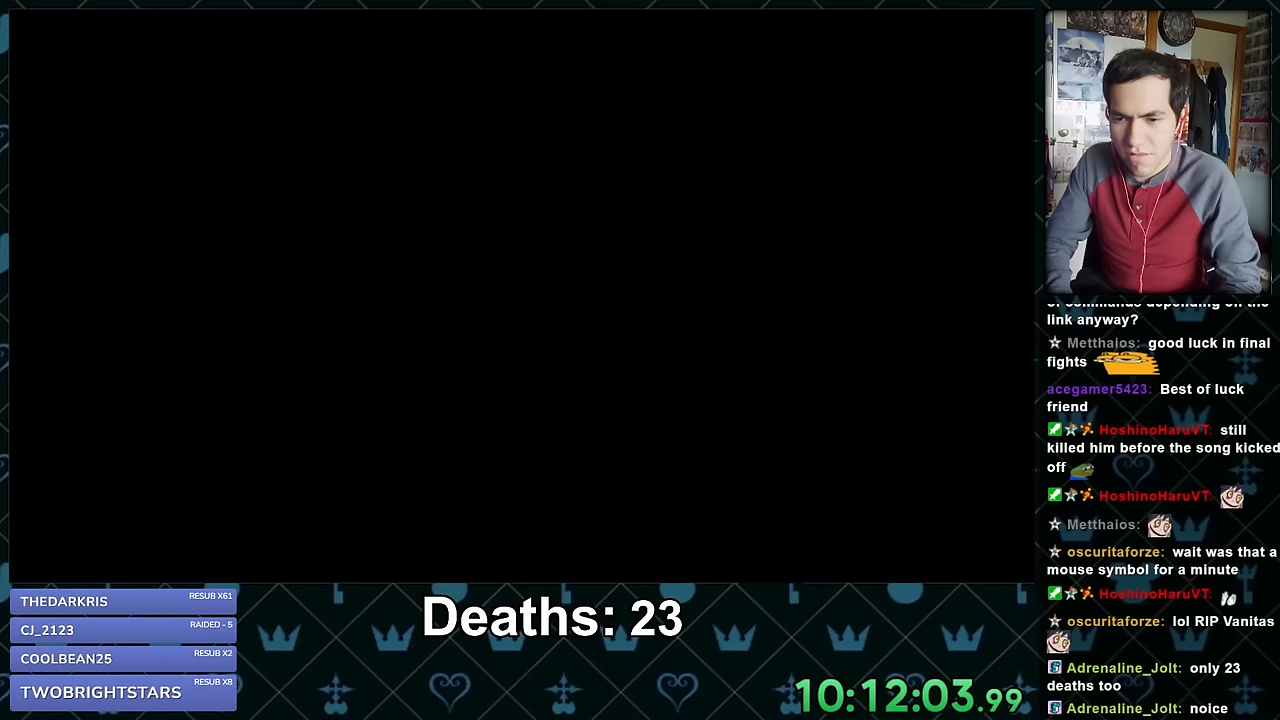 link anyway?
Metthaios: good luck in final
fights
acegamer5423: Best of luck
friend
HoshinoHaruVT: still
killed him before the song kicked
off
HoshinoHaruVT:
Metthaios:
oscuritaforze: wait was that a
mouse symbol for a minute
HoshinoHaruVT:
oscuritaforze: lol RIP Vanitas
Adrenaline_Jolt: only 23
deaths too
Adrenaline_Jolt: noice
THEDARKRIS RESUB X61
CJ_2123 RAIDED - 5
COOLBEAN25 RESUB X2
TWOBRIGHTSTARS RESUB X8
Deaths: 23
10:12:03.99